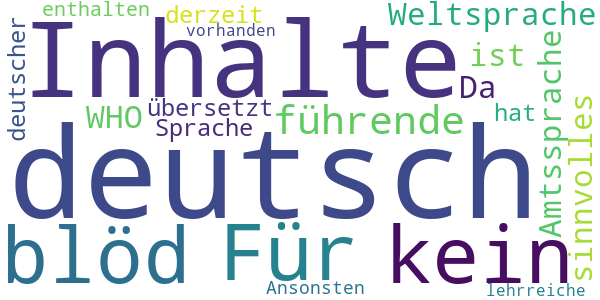 enthalten
derzeit
Weltsprache
deutscher
Inhalte
vorhanden
ist
Da
WHO
übersetzt
Sprache
führende
hat
Amtssprache
sinnvolles
deutsch
blöd
Für
kein
Ansonsten
lehrreiche